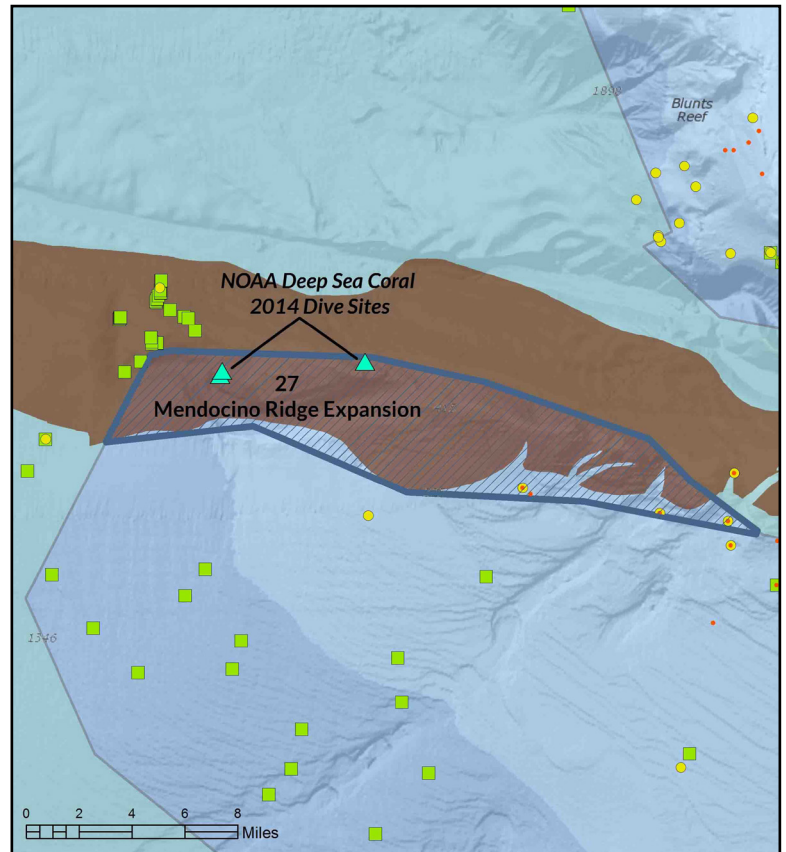 1898
Blunts
Reef
NOAA Deep Sea Coral
2014 Dive Sites
27
Mendocino Ridge Expansion
1346
0 2 4 6 8
Miles